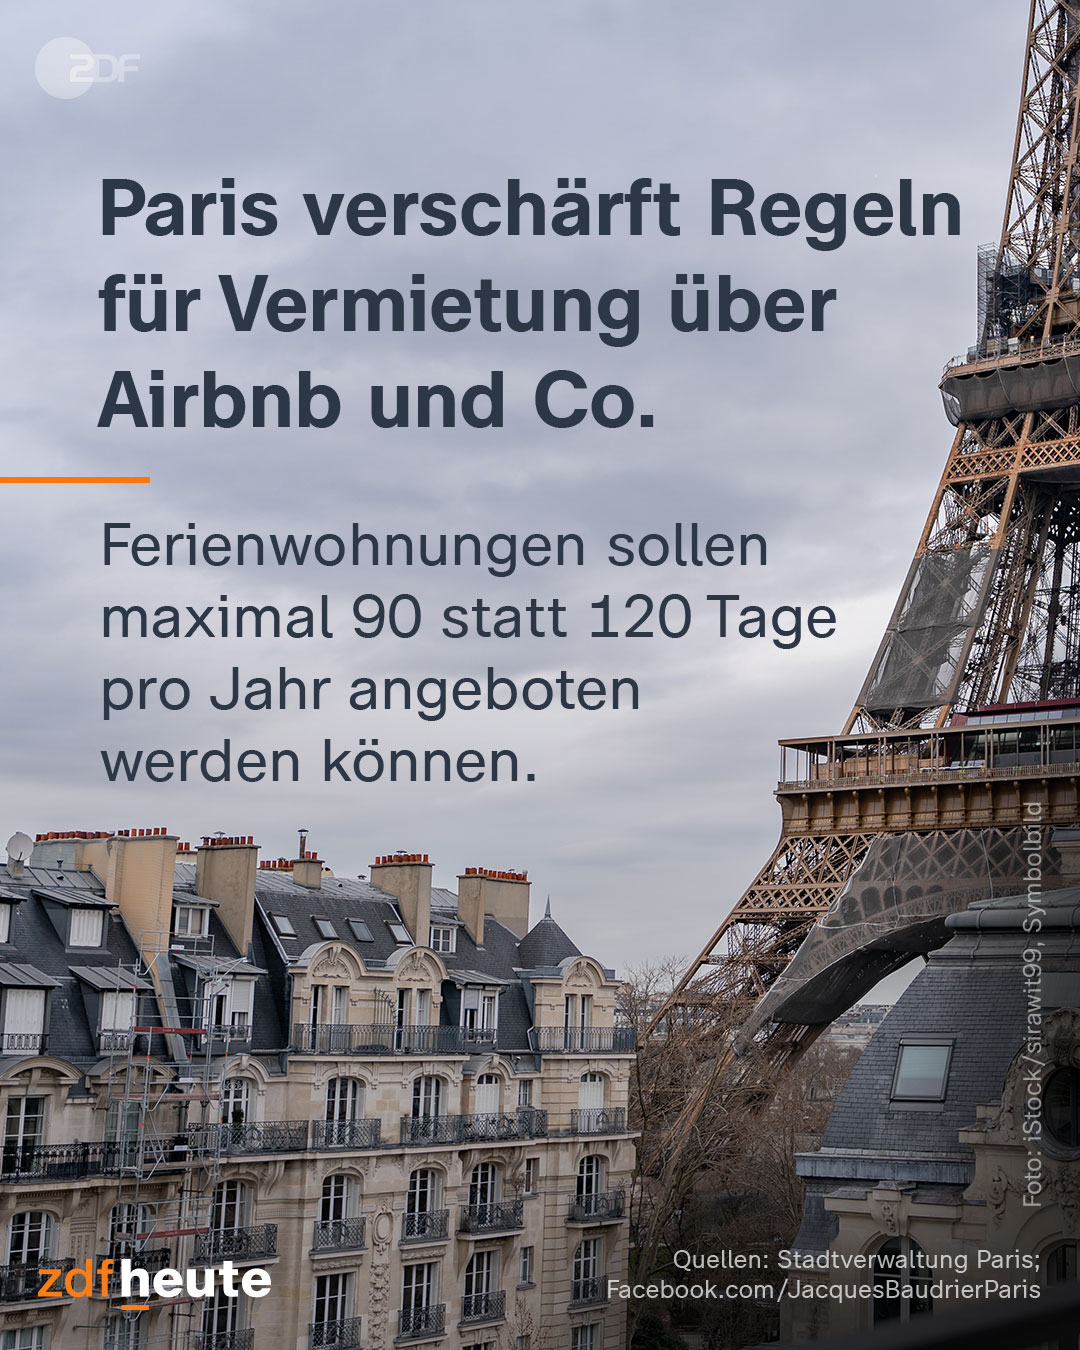 ZDF
Paris verschärft Regeln
für Vermietung über
Airbnb und Co.
Ferienwohnungen sollen
maximal 90 statt 120 Tage
pro Jahr angeboten
werden können.
Foto: iStock/sirawit99, Symbolbild
zdfheute
Quellen: Stadtverwaltung Paris;
Facebook.com/JacquesBaudrierParis